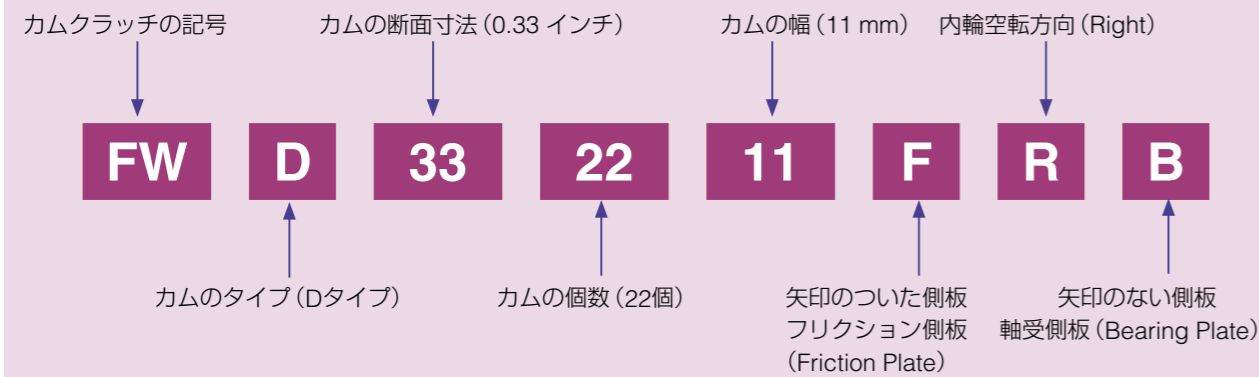 カムクラッチの記号
カムの断面寸法（0.33 インチ）
カムの幅（11 mm）
内輪空転方向（Right）
FW D 33 22 11 F R B
カムのタイプ（Dタイプ）
カムの個数（22個）
矢印のついた側板
フリクション側板
（Friction Plate）
矢印のない側板
軸受側板（Bearing Plate）